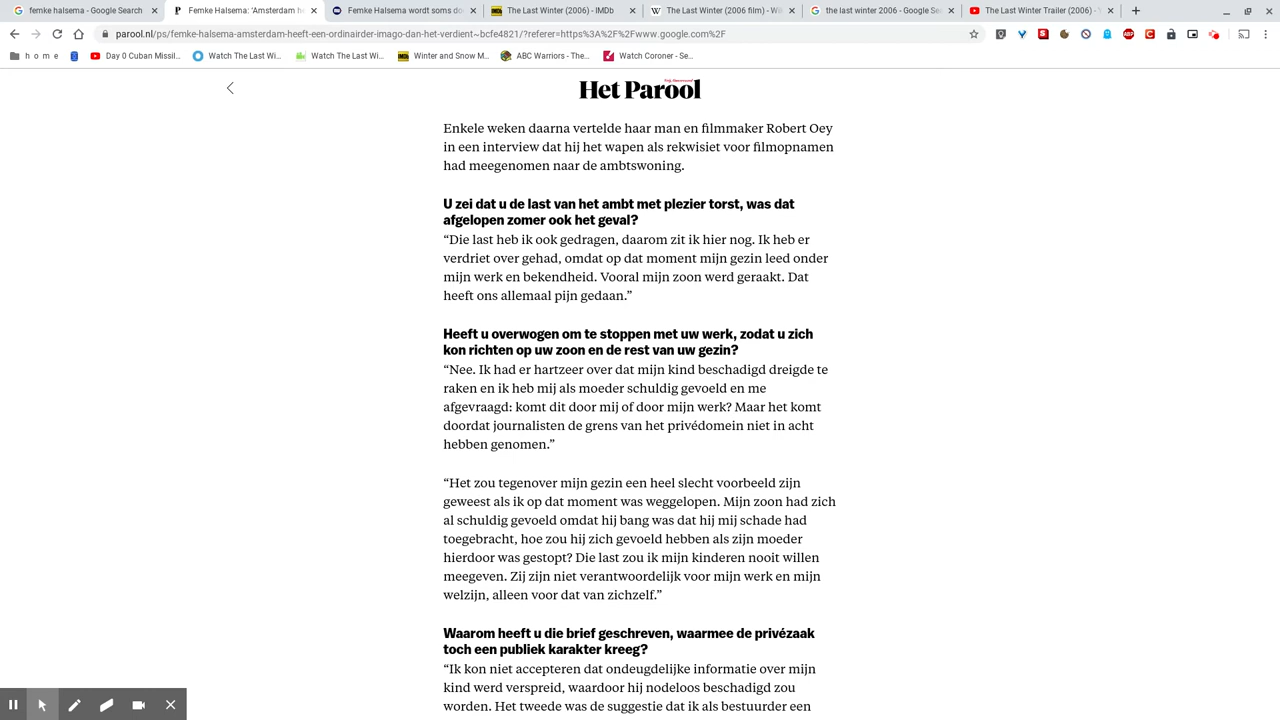 femke halsema - Google Search
Femke Halsema: 'Amsterdam he
Femke Halsema wordt soms do
The Last Winter (2006) - IMDb
The Last Winter (2006 film) - Wi
the last winter 2006 - Google Se
The Last Winter Trailer (2006) -
parool.nl/ps/femke-halsema-amsterdam-heeft-een-ordinairder-imago-dan-het-verdient~bcfe4821/?referer=https%3A%2F%2Fwww.google.com%2F
h o m e
Day 0 Cuban Missil...
Watch The Last Wi...
Watch The Last Wi...
Winter and Snow M...
ABC Warriors - The...
Watch Coroner - Se...
Het Parool
Enkele weken daarna vertelde haar man en filmmaker Robert Oey
in een interview dat hij het wapen als rekwisiet voor filmopnamen
had meegenomen naar de ambtswoning.
U zei dat u de last van het ambt met plezier torst, was dat
afgelopen zomer ook het geval?
“Die last heb ik ook gedragen, daarom zit ik hier nog. Ik heb er
verdriet over gehad, omdat op dat moment mijn gezin leed onder
mijn werk en bekendheid. Vooral mijn zoon werd geraakt. Dat
heeft ons allemaal pijn gedaan.”
Heeft u overwogen om te stoppen met uw werk, zodat u zich
kon richten op uw zoon en de rest van uw gezin?
“Nee. Ik had er hartzeer over dat mijn kind beschadigd dreigde te
raken en ik heb mij als moeder schuldig gevoeld en me
afgevraagd: komt dit door mij of door mijn werk? Maar het komt
doordat journalisten de grens van het privédomein niet in acht
hebben genomen.”
“Het zou tegenover mijn gezin een heel slecht voorbeeld zijn
geweest als ik op dat moment was weggelopen. Mijn zoon had zich
al schuldig gevoeld omdat hij bang was dat hij mij schade had
toegebracht, hoe zou hij zich gevoeld hebben als zijn moeder
hierdoor was gestopt? Die last zou ik mijn kinderen nooit willen
meegeven. Zij zijn niet verantwoordelijk voor mijn werk en mijn
welzijn, alleen voor dat van zichzelf.”
Waarom heeft u die brief geschreven, waarmee de privézaak
toch een publiek karakter kreeg?
“Ik kon niet accepteren dat ondeugdelijke informatie over mijn
kind werd verspreid, waardoor hij nodeloos beschadigd zou
worden. Het tweede was de suggestie dat ik als bestuurder een